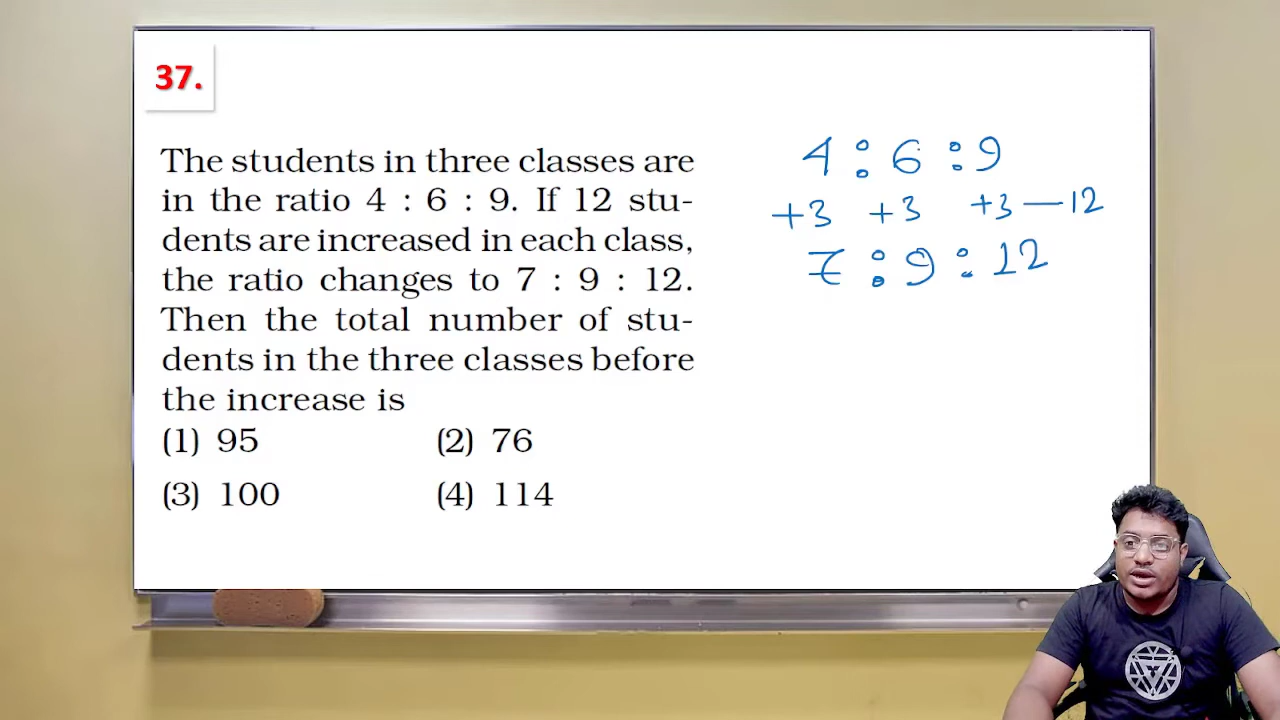 37.
The students in three classes are
in the ratio 4 : 6 : 9. If 12 stu-
dents are increased in each class,
the ratio changes to 7 : 9 : 12.
Then the total number of stu-
dents in the three classes before
the increase is
(1) 95 (2) 76
(3) 100 (4) 114
4 : 6 : 9
+3 +3 +3 — 12
7 : 9 : 12